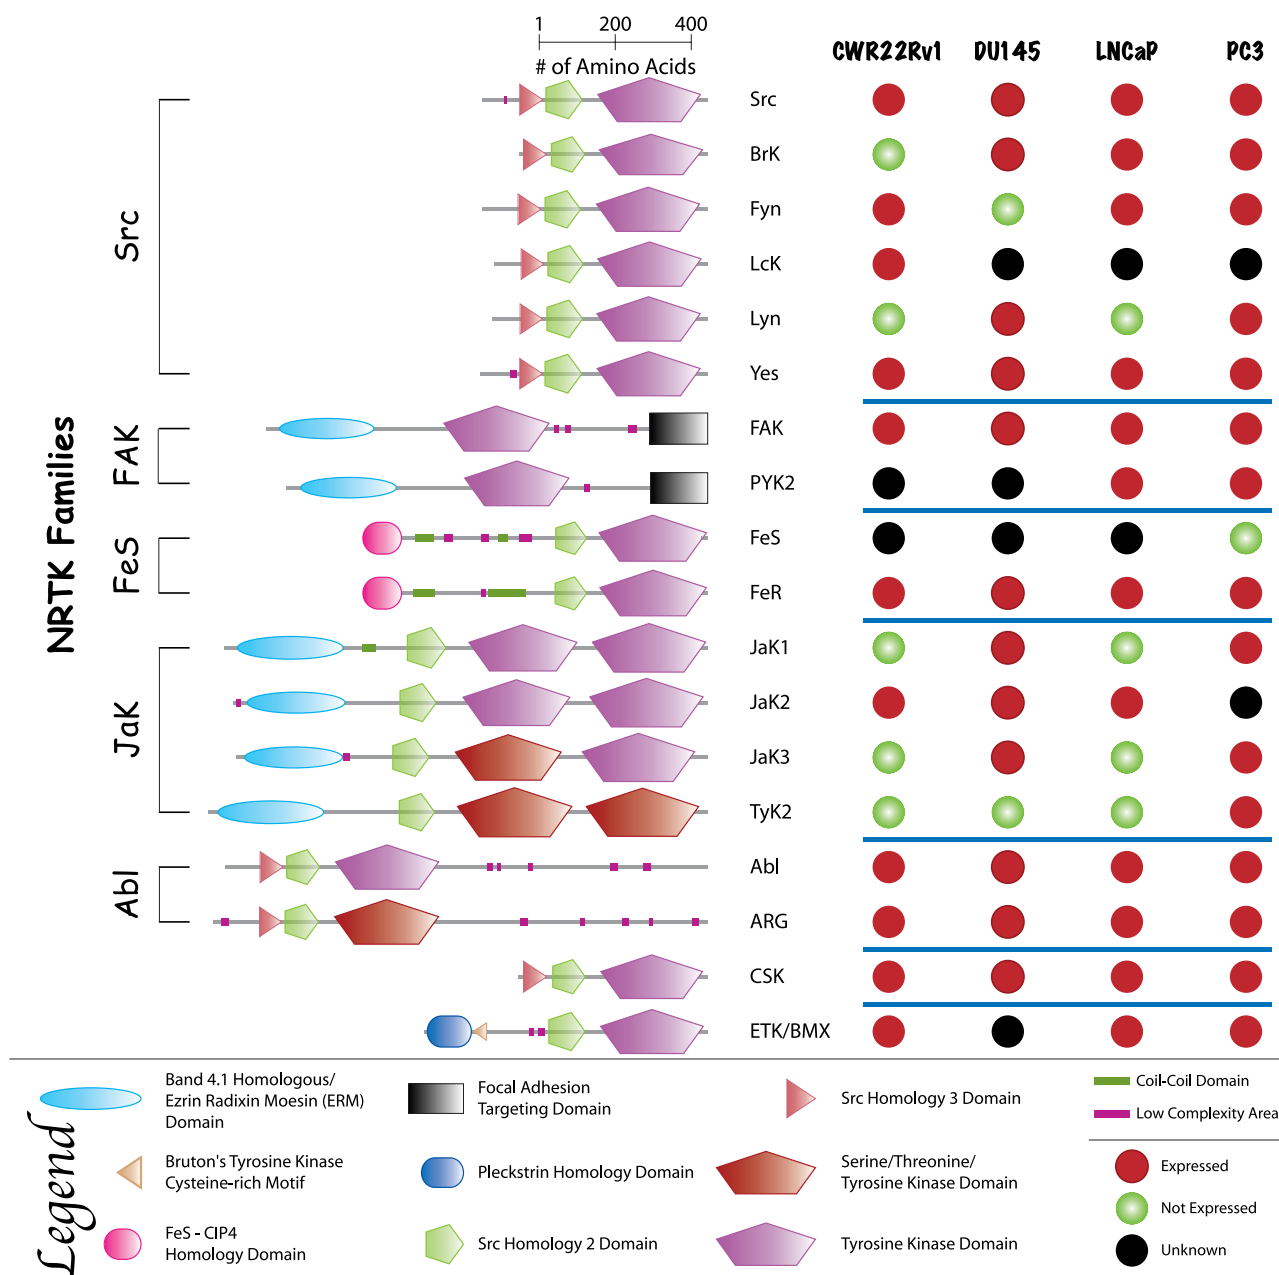 1 200 400
# of Amino Acids
CWR22Rv1 DU145 LNCaP PC3
NRTK Families
Src
Src
BrK
Fyn
LcK
Lyn
Yes
FAK
FAK
PYK2
FeS
FeS
FeR
JaK
JaK1
JaK2
JaK3
TyK2
Abl
Abl
ARG
CSK
ETK/BMX
Legend
Band 4.1 Homologous/
Ezrin Radixin Moesin (ERM)
Domain
Bruton's Tyrosine Kinase
Cysteine-rich Motif
FeS - CIP4
Homology Domain
Focal Adhesion
Targeting Domain
Pleckstrin Homology Domain
Src Homology 2 Domain
Src Homology 3 Domain
Serine/Threonine/
Tyrosine Kinase Domain
Tyrosine Kinase Domain
Coil-Coil Domain
Low Complexity Area
Expressed
Not Expressed
Unknown